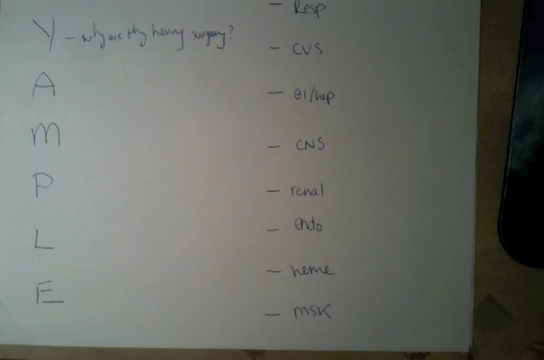 Y - why are they having surgery?
A
M
P
L
E
- Resp
- CVS
- GI/hep
- CNS
- renal
- endo
- heme
- MSK